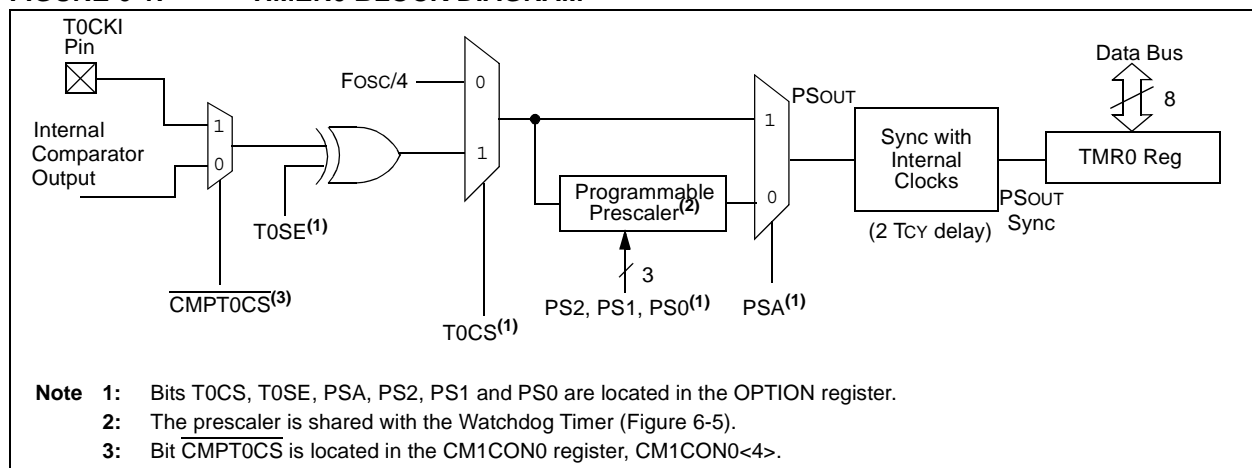 T0CKI
Pin
Internal
Comparator
Output
1
0
T0SE(1)
CMPT0CS(3)
FOSC/4
0
1
T0CS(1)
Programmable
Prescaler(2)
3
PS2, PS1, PS0(1)
1
0
PSA(1)
PSOUT
Sync with
Internal
Clocks
(2 TCY delay)
PSOUT
Sync
Data Bus
8
TMR0 Reg
Note 1: Bits T0CS, T0SE, PSA, PS2, PS1 and PS0 are located in the OPTION register.
2: The prescaler is shared with the Watchdog Timer (Figure 6-5).
3: Bit CMPT0CS is located in the CM1CON0 register, CM1CON0<4>.